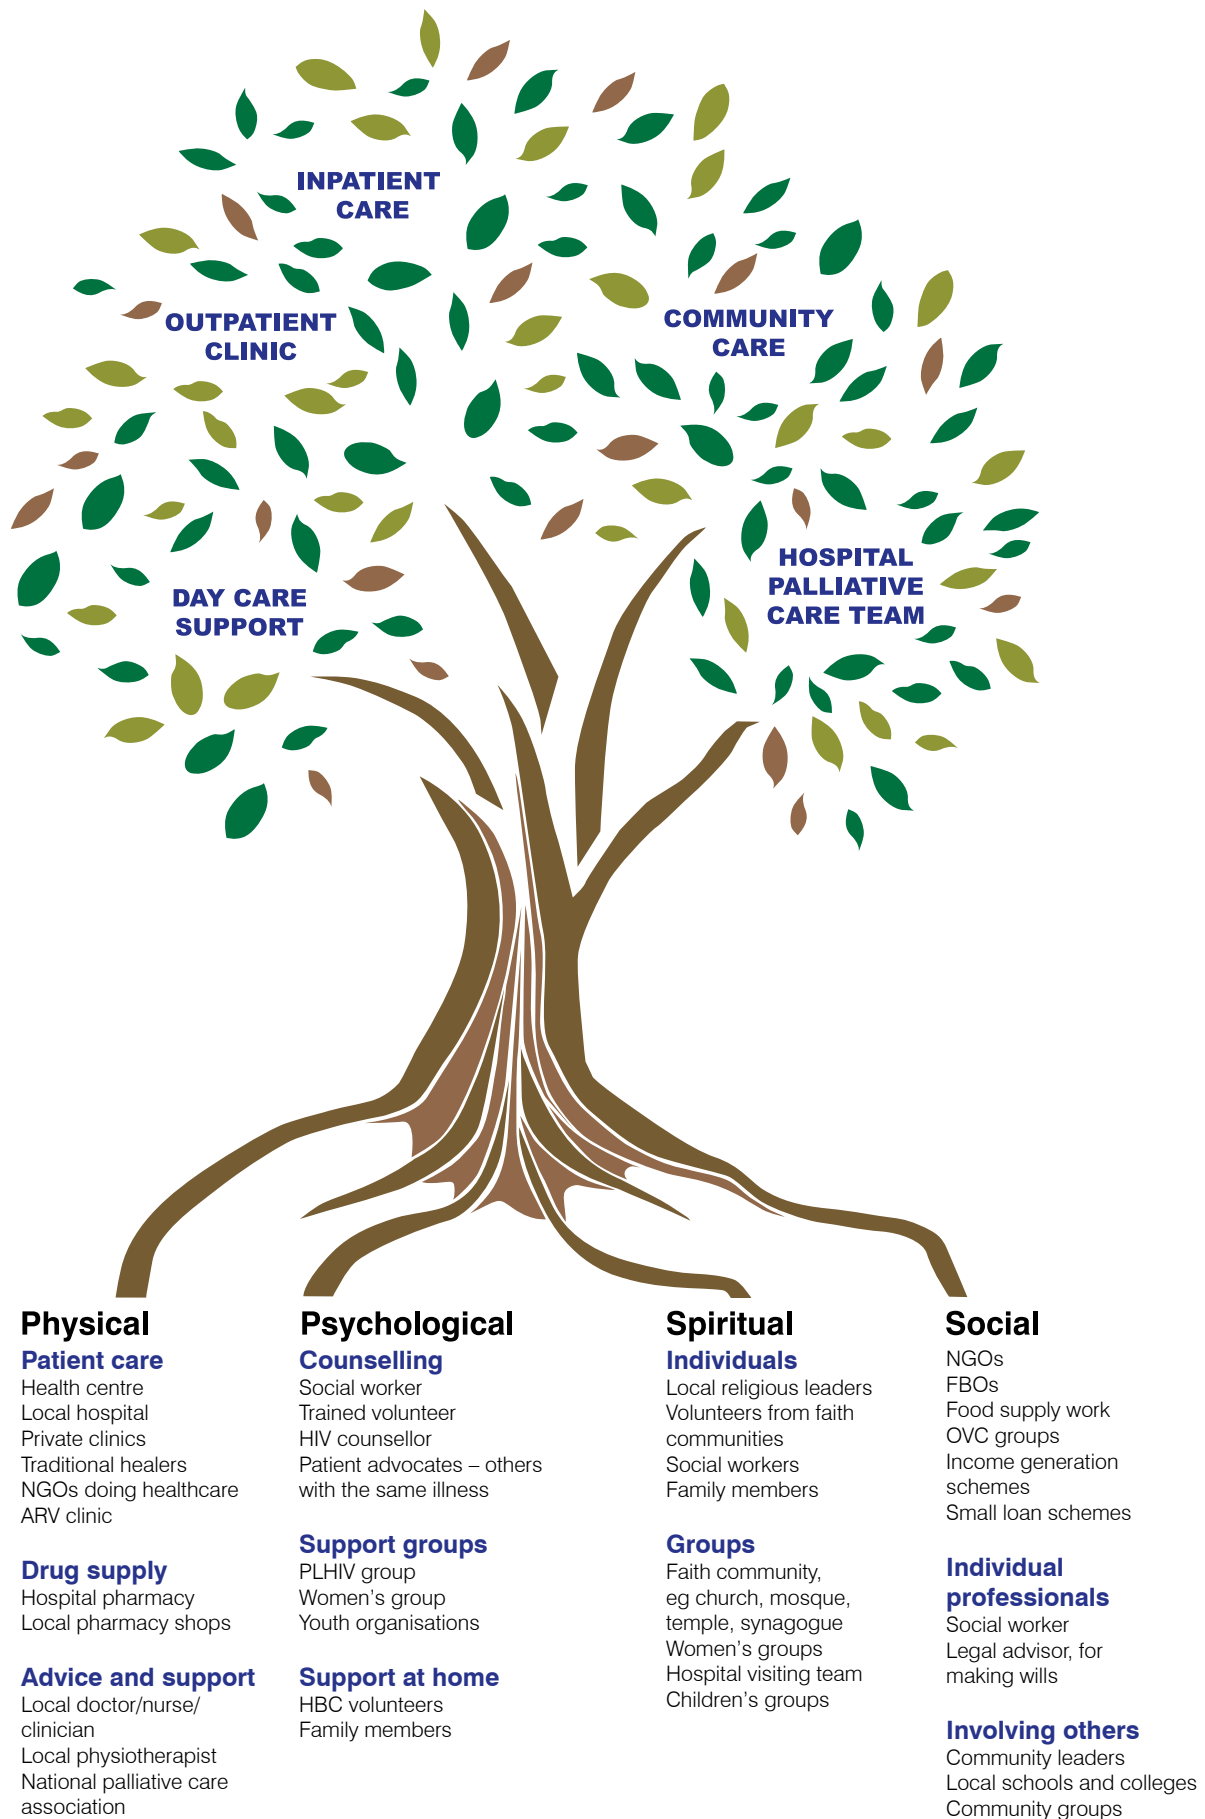 INPATIENT
CARE
OUTPATIENT
CLINIC
COMMUNITY
CARE
DAY CARE
SUPPORT
HOSPITAL
PALLIATIVE
CARE TEAM
Physical
Patient care
Health centre
Local hospital
Private clinics
Traditional healers
NGOs doing healthcare
ARV clinic
Drug supply
Hospital pharmacy
Local pharmacy shops
Advice and support
Local doctor/nurse/
clinician
Local physiotherapist
National palliative care
association
Psychological
Counselling
Social worker
Trained volunteer
HIV counsellor
Patient advocates – others
with the same illness
Support groups
PLHIV group
Women's group
Youth organisations
Support at home
HBC volunteers
Family members
Spiritual
Individuals
Local religious leaders
Volunteers from faith
communities
Social workers
Family members
Groups
Faith community,
eg church, mosque,
temple, synagogue
Women's groups
Hospital visiting team
Children's groups
Social
NGOs
FBOs
Food supply work
OVC groups
Income generation
schemes
Small loan schemes
Individual
professionals
Social worker
Legal advisor, for
making wills
Involving others
Community leaders
Local schools and colleges
Community groups